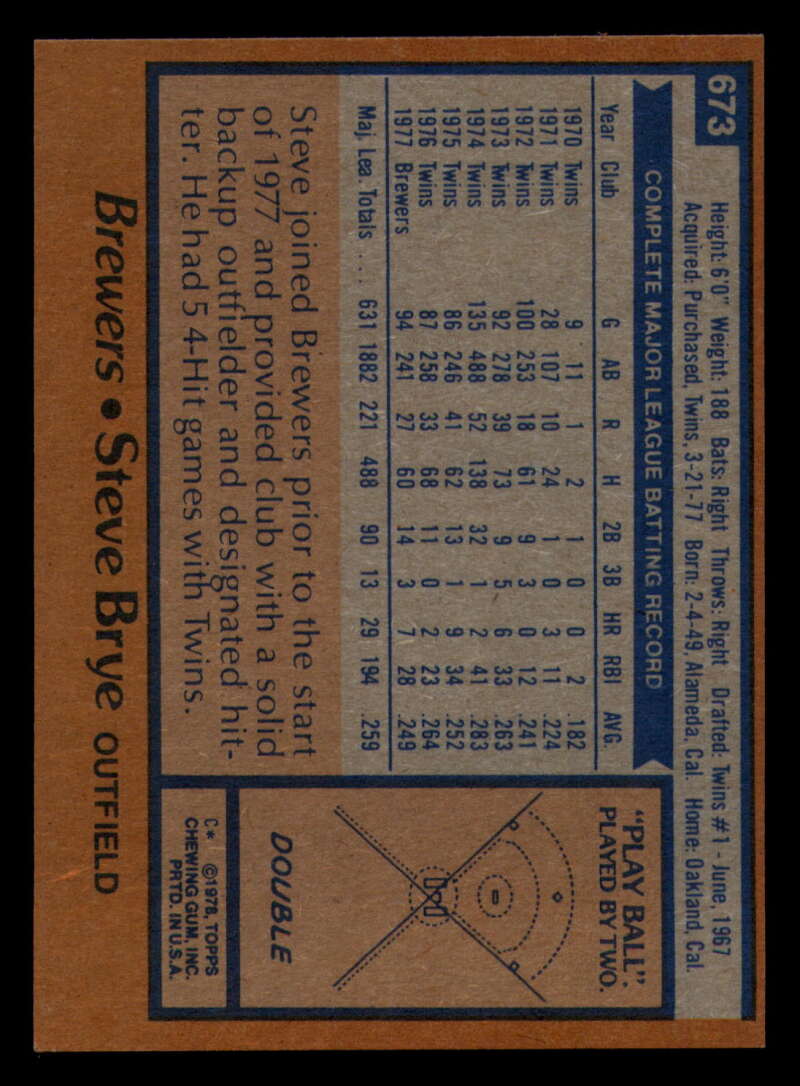 673
Height: 6'0" Weight: 188 Bats: Right Throws: Right Drafted: Twins #1 - June, 1967
Acquired: Purchased, Twins, 3-21-77 Born: 2-4-49, Alameda, Cal. Home: Oakland, Cal.
COMPLETE MAJOR LEAGUE BATTING RECORD
Year Club G AB R H 2B 3B HR RBI AVG.
1970 Twins 9 11 1 2 1 0 0 2 .182
1971 Twins 28 107 10 24 1 0 3 11 .224
1972 Twins 100 253 18 61 9 3 0 12 .241
1973 Twins 92 278 39 73 9 5 6 33 .263
1974 Twins 135 488 52 138 32 1 2 41 .283
1975 Twins 86 246 41 62 13 1 9 34 .252
1976 Twins 87 258 33 68 11 0 2 23 .264
1977 Brewers 94 241 27 60 14 3 7 28 .249
Maj. Lea. Totals . . . 631 1882 221 488 90 13 29 194 .259
Steve joined Brewers prior to the start
of 1977 and provided club with a solid
backup outfielder and designated hit-
ter. He had 5 4-Hit games with Twins.
"PLAY BALL".
PLAYED BY TWO.
DOUBLE
C* ©1978, TOPPS
CHEWING GUM, INC.
PRTD. IN U.S.A.
Brewers • Steve Brye OUTFIELD